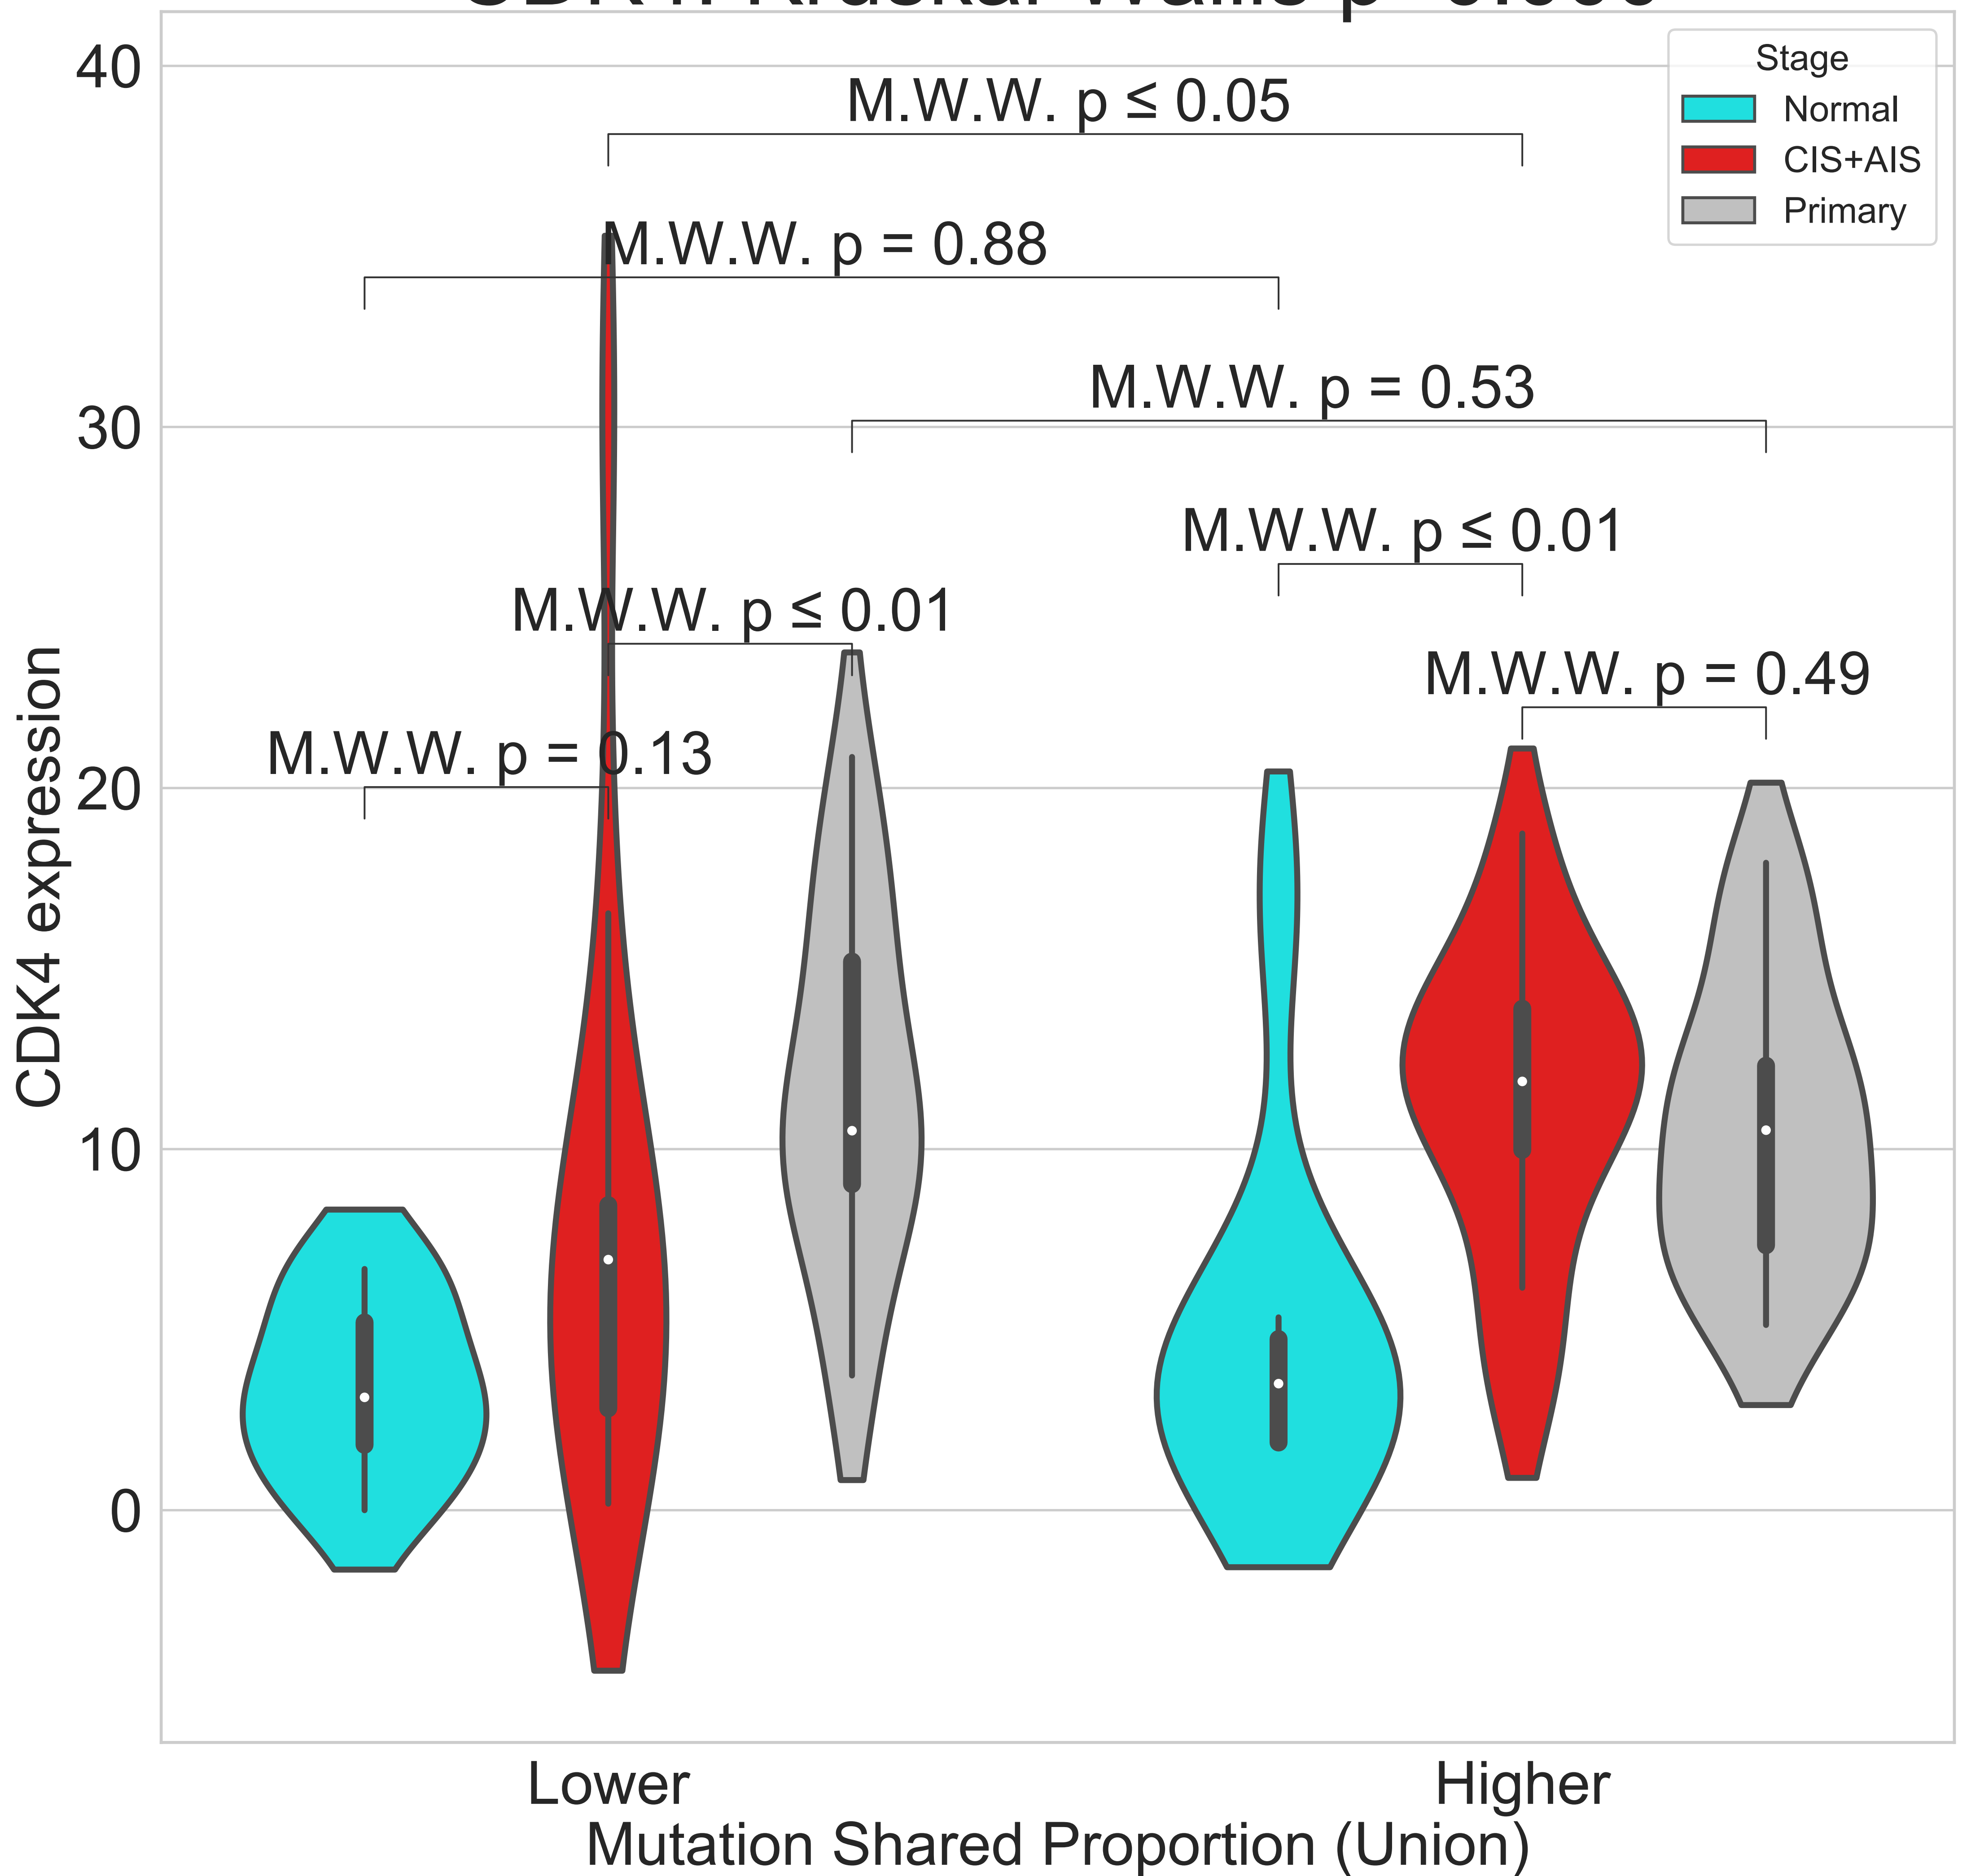 40
30
20
10
0
CDK4 expression
M.W.W. p ≤ 0.05
M.W.W. p = 0.88
M.W.W. p = 0.53
M.W.W. p ≤ 0.01
M.W.W. p ≤ 0.01
M.W.W. p = 0.49
M.W.W. p = 0.13
Stage
Normal
CIS+AIS
Primary
Lower
Higher
Mutation Shared Proportion (Union)